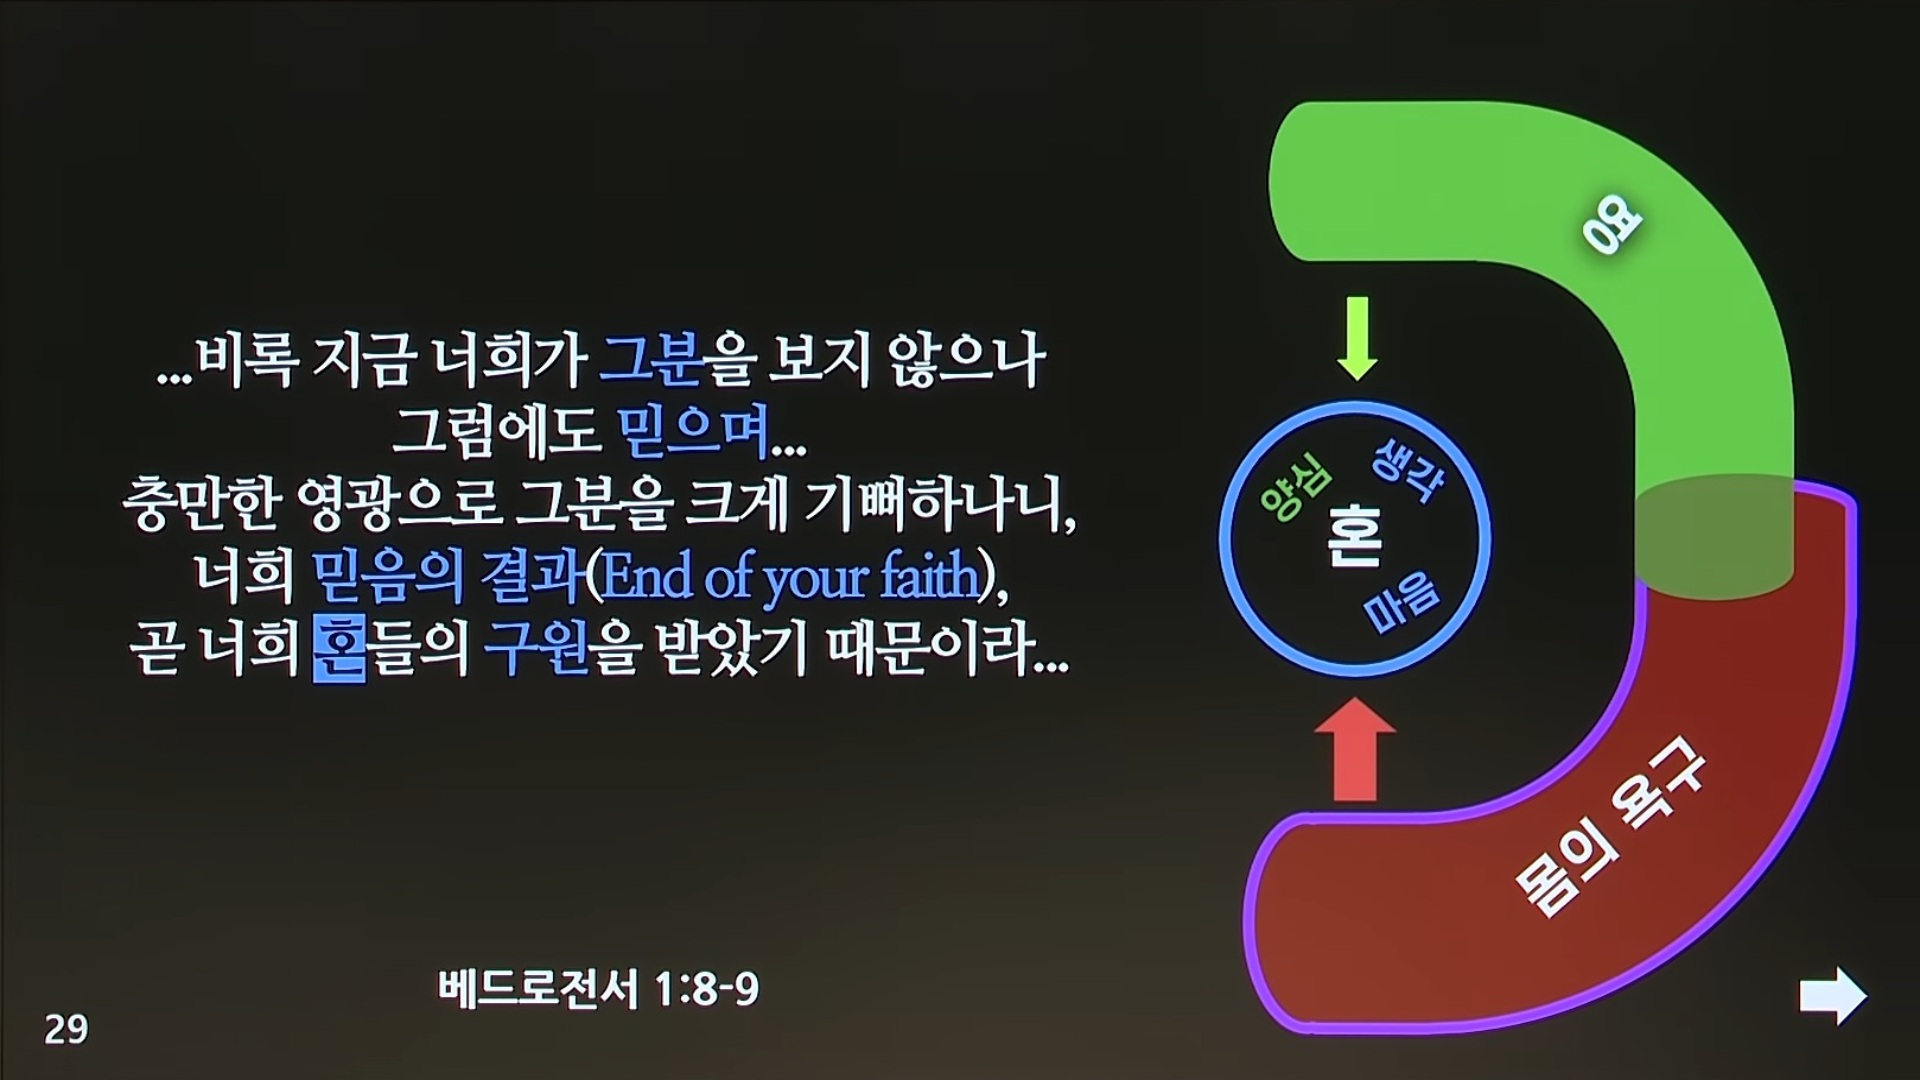 ...비록 지금 너희가 그분을 보지 않으나
그럼에도 믿으며...
충만한 영광으로 그분을 크게 기뻐하나니,
너희 믿음의 결과(End of your faith),
곧 너희 혼들의 구원을 받았기 때문이라...
베드로전서 1:8-9
29
영
양심
생각
혼
마음
몸의 욕구